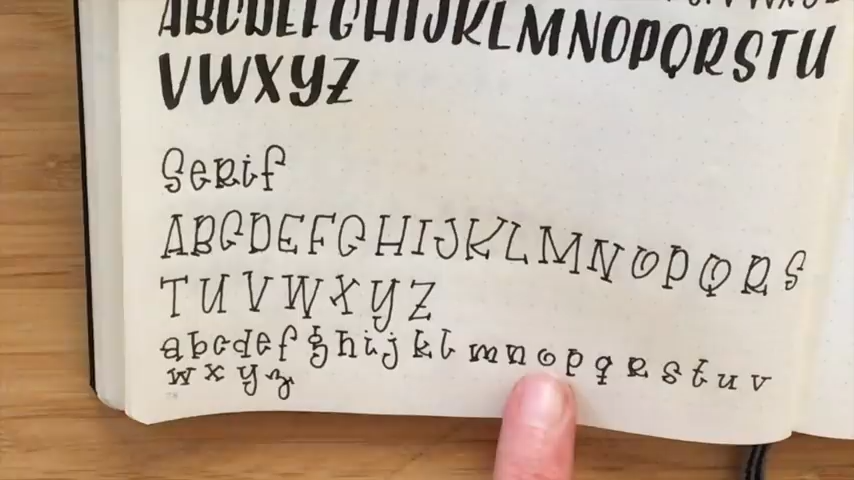 ABCDEFGHIJKLMNOPQRSTU
VWXYZ
Serif
ABCDEFGHIJKLMNOPQRS
TUVWXYZ
abcdefghijklmnopqrstuv
wxyz